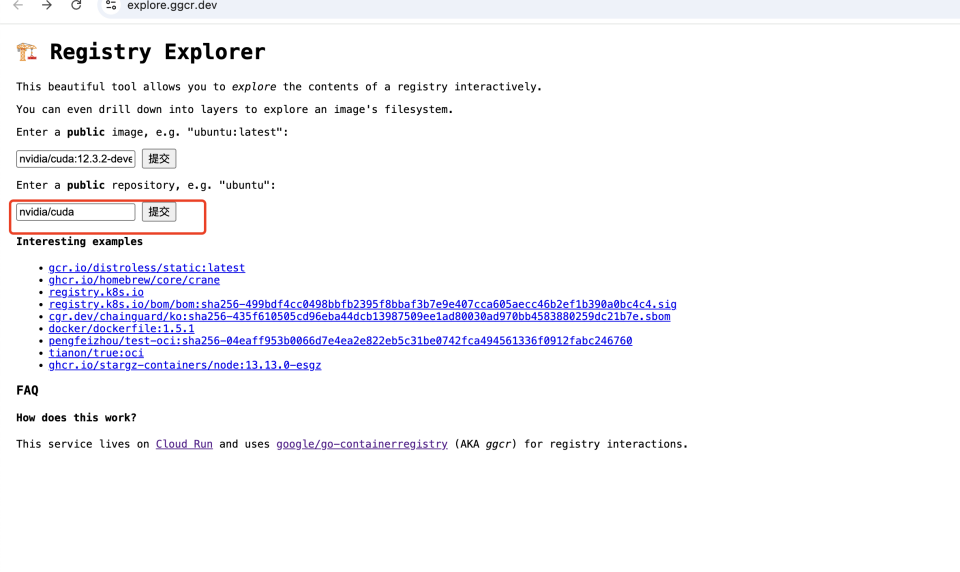 explore.ggcr.dev
🏗️ Registry Explorer
This beautiful tool allows you to explore the contents of a registry interactively.
You can even drill down into layers to explore an image's filesystem.
Enter a public image, e.g. "ubuntu:latest":
nvidia/cuda:12.3.2-deve 提交
Enter a public repository, e.g. "ubuntu":
nvidia/cuda 提交
Interesting examples
• gcr.io/distroless/static:latest
• ghcr.io/homebrew/core/crane
• registry.k8s.io
• registry.k8s.io/bom/bom:sha256-499bdf4cc0498bbfb2395f8bbaf3b7e9e407cca605aecc46b2ef1b390a0bc4c4.sig
• cgr.dev/chainguard/ko:sha256-435f610505cd96eba44dcb13987509ee1ad80030ad970bb4583880259dc21b7e.sbom
• docker/dockerfile:1.5.1
• pengfeizhou/test-oci:sha256-04eaff953b0066d7e4ea2e822eb5c31be0742fca494561336f0912fabc246760
• tianon/true:oci
• ghcr.io/stargz-containers/node:13.13.0-esgz
FAQ
How does this work?
This service lives on Cloud Run and uses google/go-containerregistry (AKA ggcr) for registry interactions.